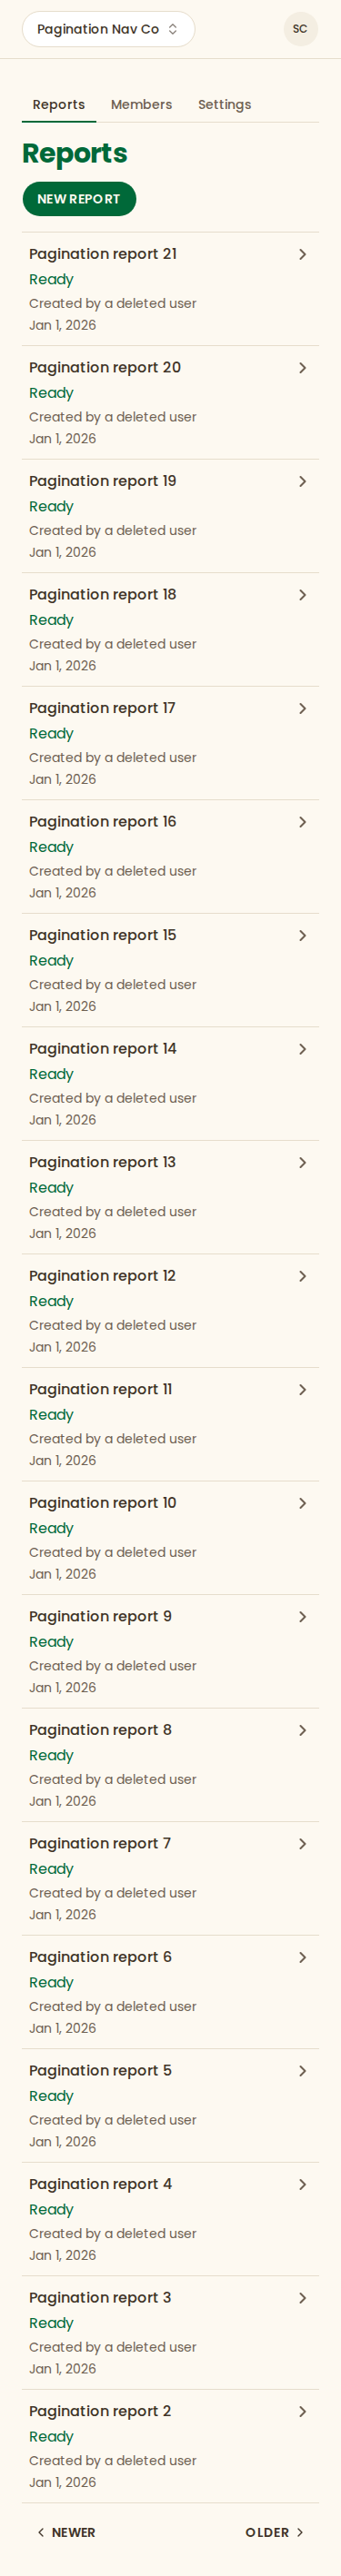 Pagination Nav Co
SC
Reports Members Settings
Reports
NEW REPORT
Pagination report 21
Ready
Created by a deleted user
Jan 1, 2026
Pagination report 20
Ready
Created by a deleted user
Jan 1, 2026
Pagination report 19
Ready
Created by a deleted user
Jan 1, 2026
Pagination report 18
Ready
Created by a deleted user
Jan 1, 2026
Pagination report 17
Ready
Created by a deleted user
Jan 1, 2026
Pagination report 16
Ready
Created by a deleted user
Jan 1, 2026
Pagination report 15
Ready
Created by a deleted user
Jan 1, 2026
Pagination report 14
Ready
Created by a deleted user
Jan 1, 2026
Pagination report 13
Ready
Created by a deleted user
Jan 1, 2026
Pagination report 12
Ready
Created by a deleted user
Jan 1, 2026
Pagination report 11
Ready
Created by a deleted user
Jan 1, 2026
Pagination report 10
Ready
Created by a deleted user
Jan 1, 2026
Pagination report 9
Ready
Created by a deleted user
Jan 1, 2026
Pagination report 8
Ready
Created by a deleted user
Jan 1, 2026
Pagination report 7
Ready
Created by a deleted user
Jan 1, 2026
Pagination report 6
Ready
Created by a deleted user
Jan 1, 2026
Pagination report 5
Ready
Created by a deleted user
Jan 1, 2026
Pagination report 4
Ready
Created by a deleted user
Jan 1, 2026
Pagination report 3
Ready
Created by a deleted user
Jan 1, 2026
Pagination report 2
Ready
Created by a deleted user
Jan 1, 2026
NEWER OLDER